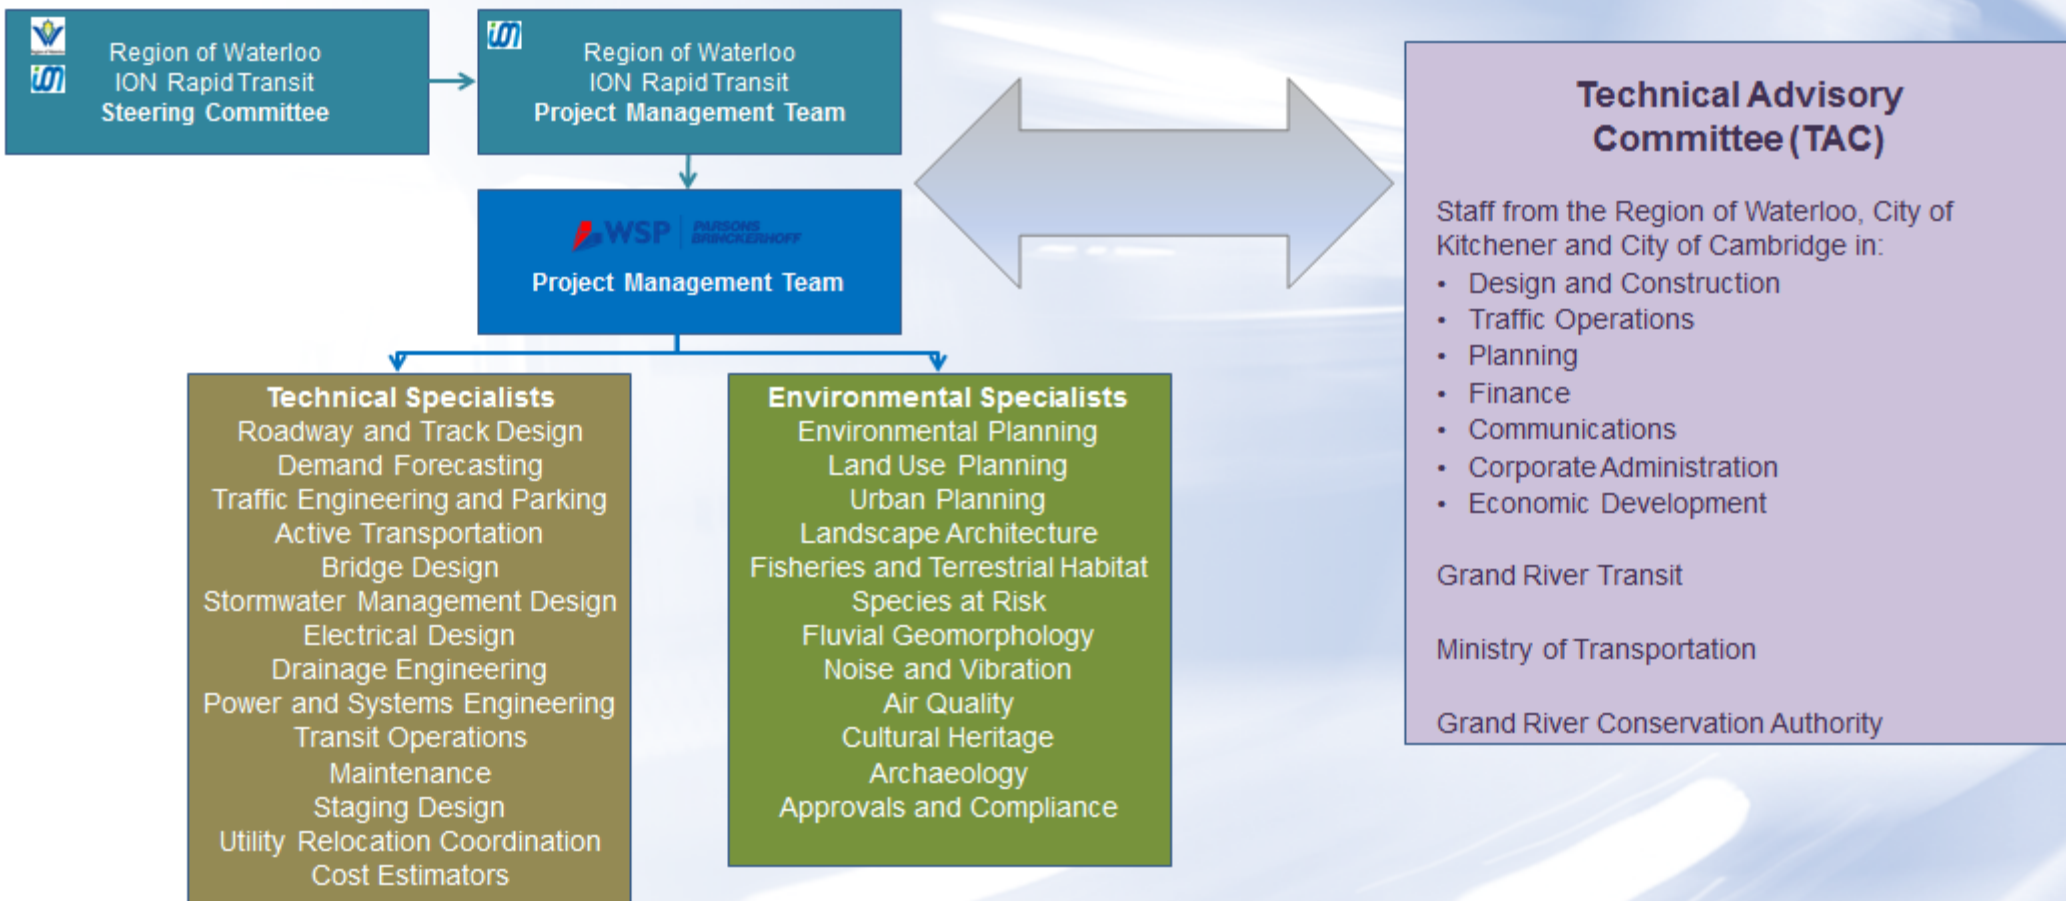 Region of Waterloo
ION Rapid Transit
Steering Committee
ion
Region of Waterloo
ION Rapid Transit
Project Management Team
ion
WSP | PARSONS
BRINCKERHOFF
Project Management Team
Technical Specialists
Roadway and Track Design
Demand Forecasting
Traffic Engineering and Parking
Active Transportation
Bridge Design
Stormwater Management Design
Electrical Design
Drainage Engineering
Power and Systems Engineering
Transit Operations
Maintenance
Staging Design
Utility Relocation Coordination
Cost Estimators
Environmental Specialists
Environmental Planning
Land Use Planning
Urban Planning
Landscape Architecture
Fisheries and Terrestrial Habitat
Species at Risk
Fluvial Geomorphology
Noise and Vibration
Air Quality
Cultural Heritage
Archaeology
Approvals and Compliance
Technical Advisory
Committee (TAC)
Staff from the Region of Waterloo, City of
Kitchener and City of Cambridge in:
• Design and Construction
• Traffic Operations
• Planning
• Finance
• Communications
• Corporate Administration
• Economic Development
Grand River Transit
Ministry of Transportation
Grand River Conservation Authority